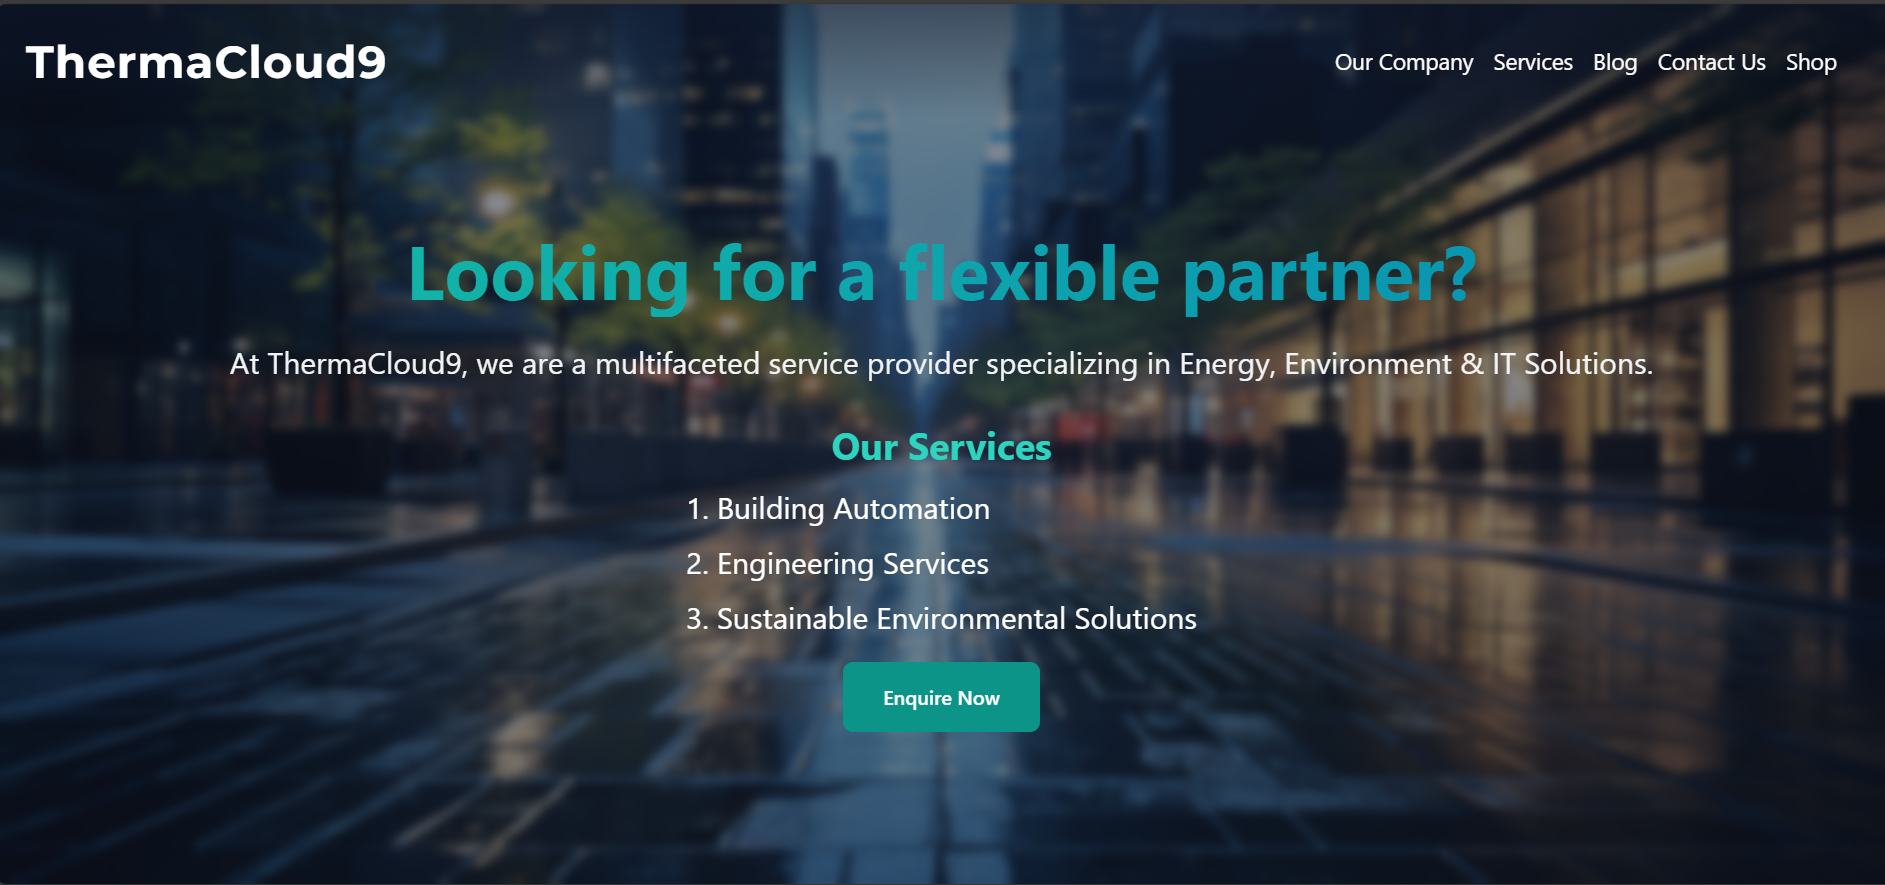 ThermaCloud9
Our Company Services Blog Contact Us Shop
Looking for a flexible partner?
At ThermaCloud9, we are a multifaceted service provider specializing in Energy, Environment & IT Solutions.
Our Services
1. Building Automation
2. Engineering Services
3. Sustainable Environmental Solutions
Enquire Now